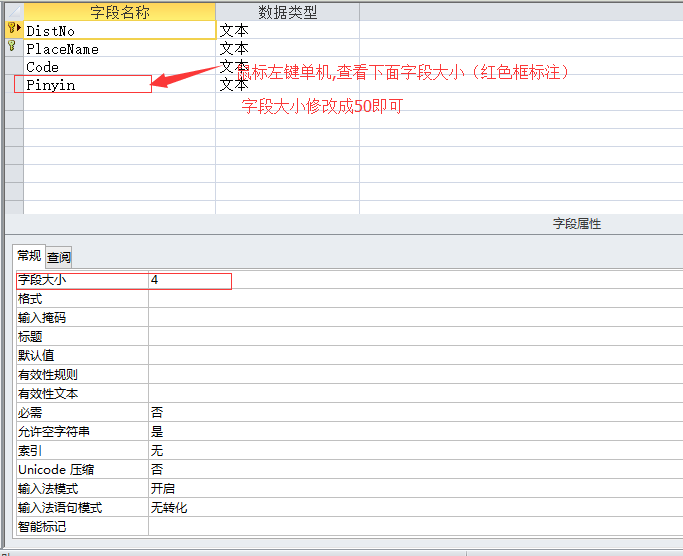 字段名称 数据类型
DistNo 文本
PlaceName 文本
Code 文本
鼠标左键单机,查看下面字段大小（红色框标注）
Pinyin 文本
字段大小修改成50即可
字段属性
常规 查阅
字段大小 4
格式
输入掩码
标题
默认值
有效性规则
有效性文本
必需 否
允许空字符串 是
索引 无
Unicode 压缩 否
输入法模式 开启
输入法语句模式 无转化
智能标记